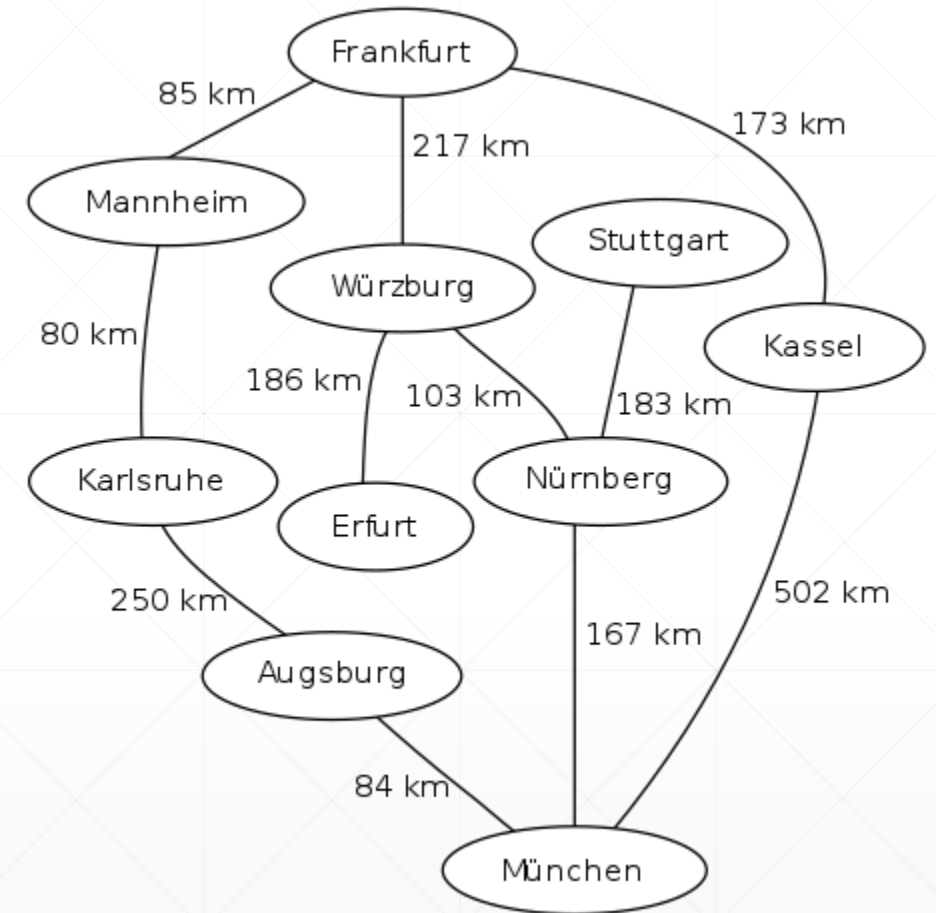 Frankfurt
85 km
173 km
217 km
Mannheim
Stuttgart
Würzburg
80 km
Kassel
186 km
103 km
183 km
Karlsruhe
Nürnberg
Erfurt
250 km
502 km
167 km
Augsburg
84 km
München